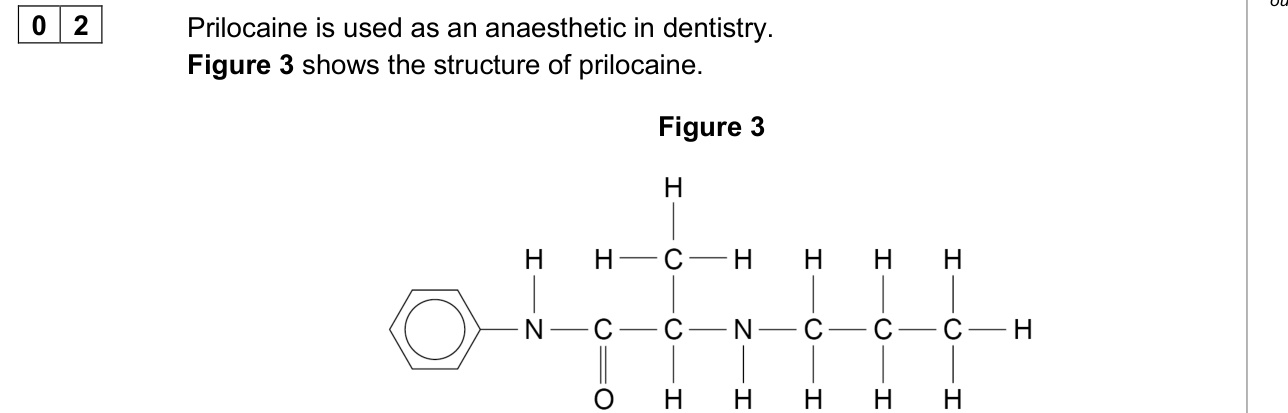 0 2 Prilocaine is used as an anaesthetic in dentistry.
Figure 3 shows the structure of prilocaine.
Figure 3
H
H H C H H H H
N C C N C C C H
O H H H H H